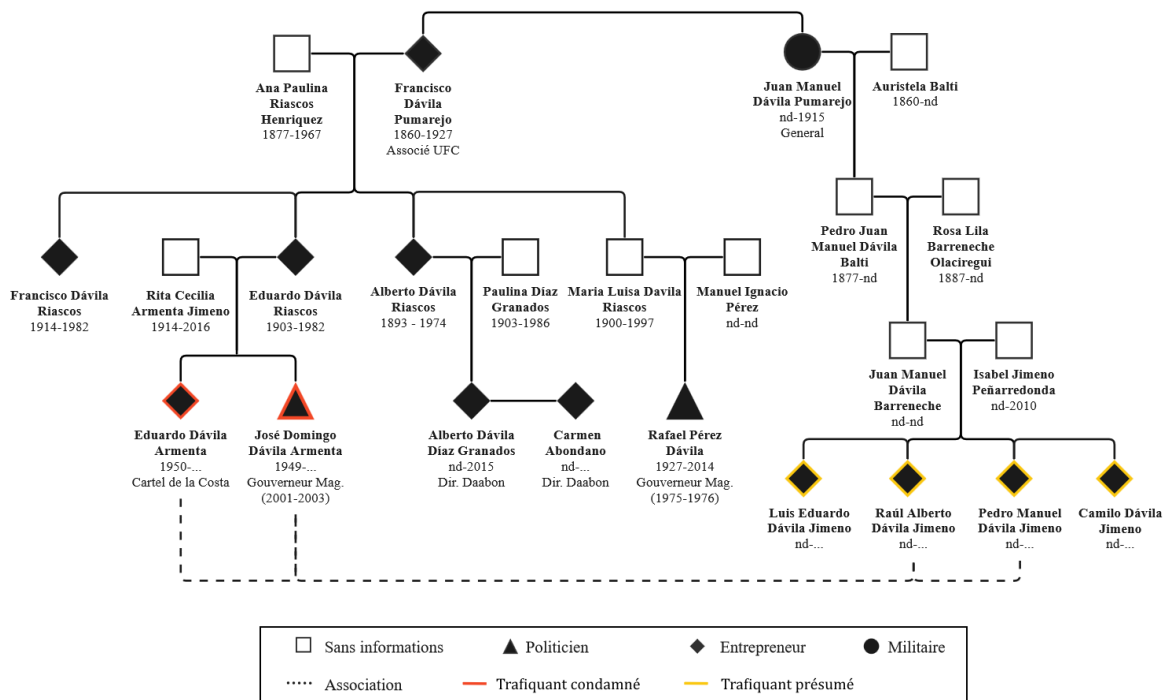 Ana Paulina
Riascos
Henriquez
1877-1967
Francisco
Dávila
Pumarejo
1860-1927
Associé UFC
Juan Manuel
Dávila Pumarejo
nd-1915
General
Auristela Balti
1860-nd
Pedro Juan
Manuel Dávila
Balti
1877-nd
Rosa Lila
Barreneche
Olaciregui
1887-nd
Francisco Dávila
Riascos
1914-1982
Rita Cecilia
Armenta Jimeno
1914-2016
Eduardo Dávila
Riascos
1903-1982
Alberto Dávila
Riascos
1893 - 1974
Paulina Díaz
Granados
1903-1986
Maria Luisa Davila
Riascos
1900-1997
Manuel Ignacio
Pérez
nd-nd
Juan Manuel
Dávila
Barreneche
nd-nd
Isabel Jimeno
Peñarredonda
nd-2010
Eduardo Dávila
Armenta
1950-...
Cartel de la Costa
José Domingo
Dávila Armenta
1949-...
Gouverneur Mag.
(2001-2003)
Alberto Dávila
Díaz Granados
nd-2015
Dir. Daabon
Carmen
Abondano
nd-...
Dir. Daabon
Rafael Pérez
Dávila
1927-2014
Gouverneur Mag.
(1975-1976)
Luis Eduardo
Dávila Jimeno
nd-...
Raúl Alberto
Dávila Jimeno
nd-...
Pedro Manuel
Dávila Jimeno
nd-...
Camilo Dávila
Jimeno
nd-...
Sans informations
Politicien
Entrepreneur
Militaire
Association
Trafiquant condamné
Trafiquant présumé